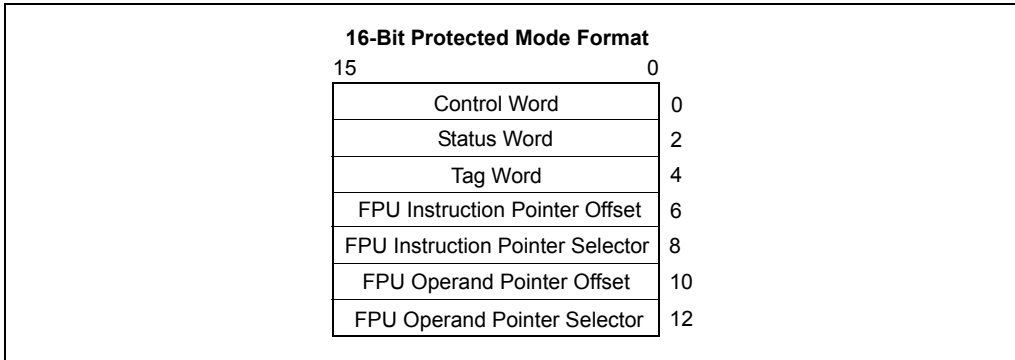 16-Bit Protected Mode Format
15 0
Control Word 0
Status Word 2
Tag Word 4
FPU Instruction Pointer Offset 6
FPU Instruction Pointer Selector 8
FPU Operand Pointer Offset 10
FPU Operand Pointer Selector 12